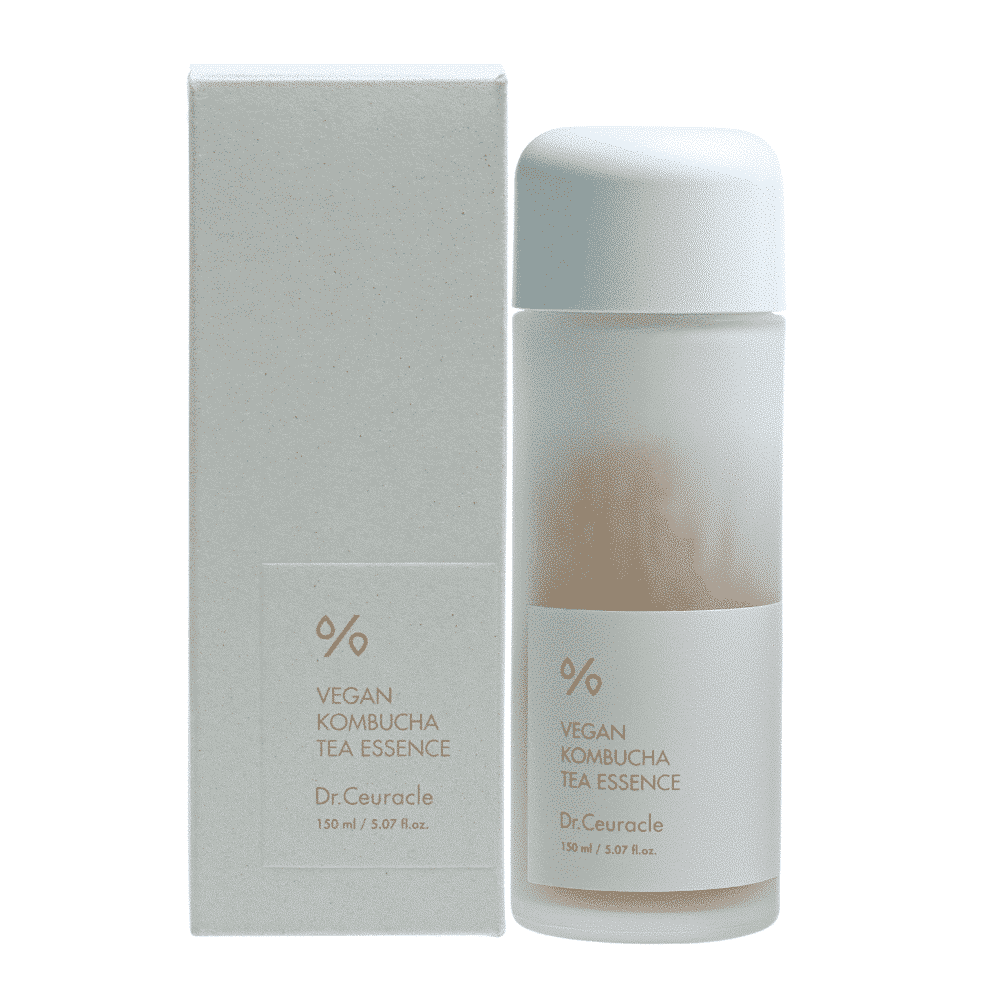 %
VEGAN
KOMBUCHA
TEA ESSENCE
Dr.Ceuracle
150 ml / 5.07 fl.oz.
%
VEGAN
KOMBUCHA
TEA ESSENCE
Dr.Ceuracle
150 ml / 5.07 fl.oz.